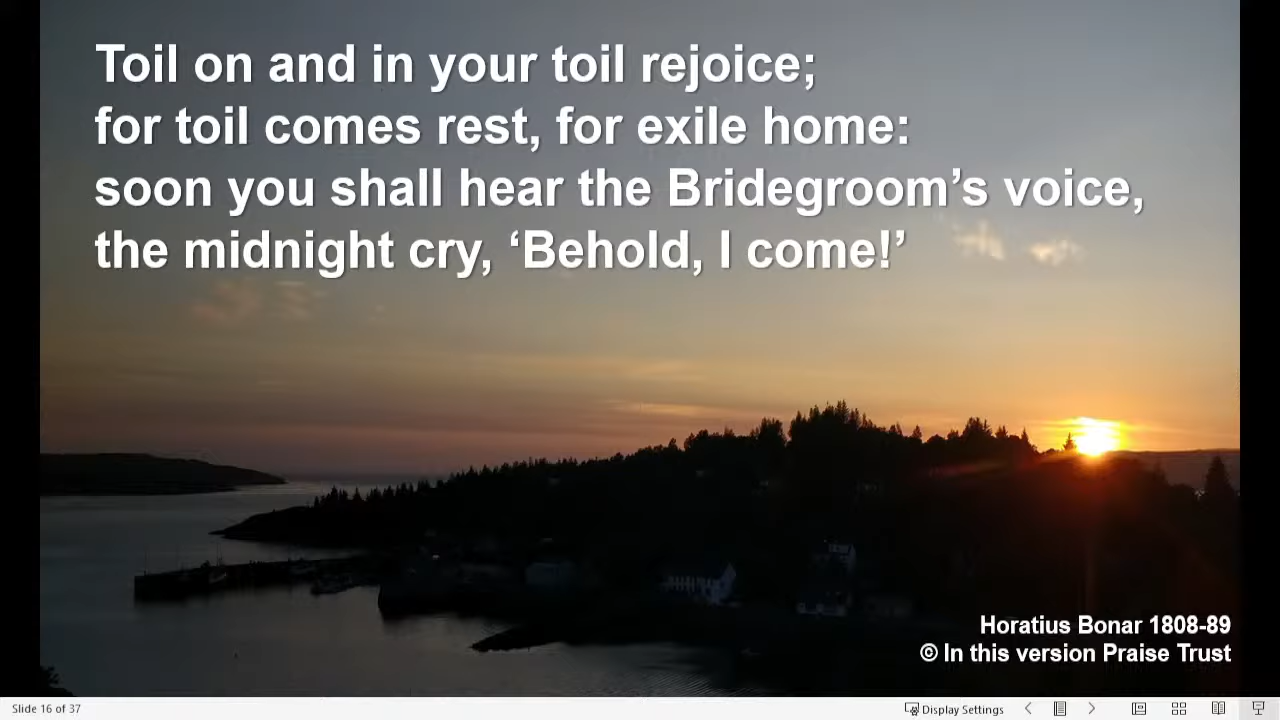 Toil on and in your toil rejoice;
for toil comes rest, for exile home:
soon you shall hear the Bridegroom’s voice,
the midnight cry, ‘Behold, I come!’
Horatius Bonar 1808-89
© In this version Praise Trust
Slide 16 of 37
Display Settings